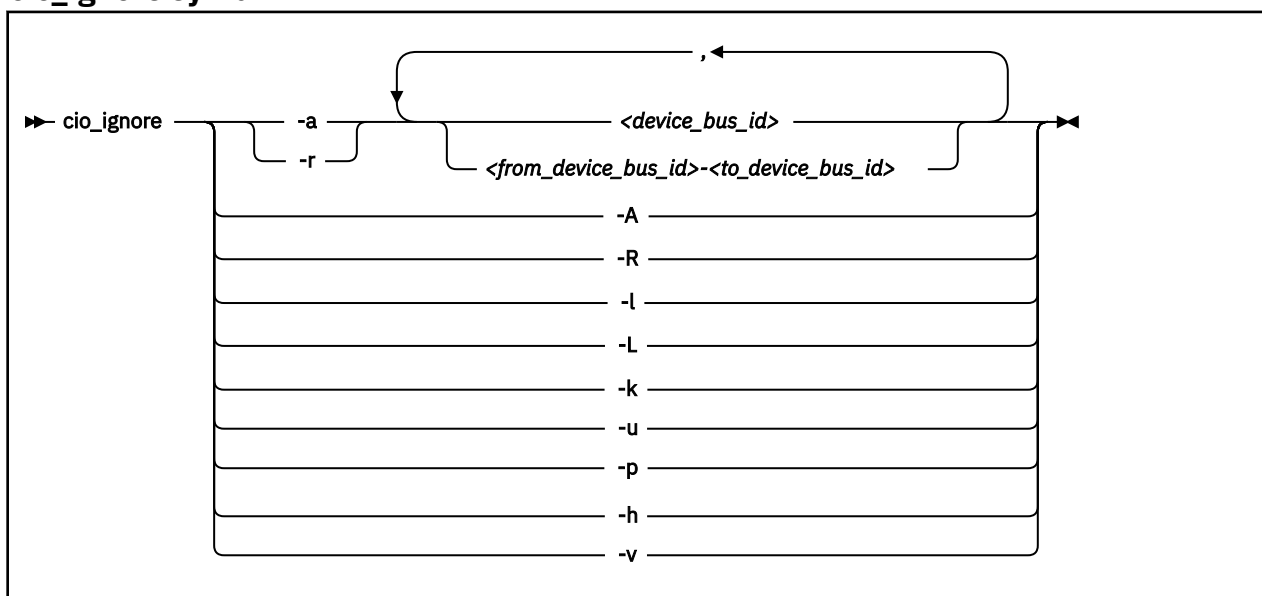 ,
cio_ignore -a <device_bus_id>
-r <from_device_bus_id>-<to_device_bus_id>
-A
-R
-l
-L
-k
-u
-p
-h
-v